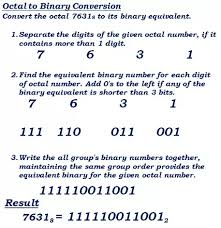 Octal to Binary Conversion
Convert the octal 7631₈ to its binary equivalent.
1. Separate the digits of the given octal number, if it
contains more than 1 digit.
7 6 3 1
2. Find the equivalent binary number for each digit
of octal number. Add 0's to the left if any of the
binary equivalent is shorter than 3 bits.
7 6 3 1
111 110 011 001
3. Write the all group's binary numbers together,
maintaining the same group order provides the
equivalent binary for the given octal number.
111110011001
Result
7631₈ = 111110011001₂